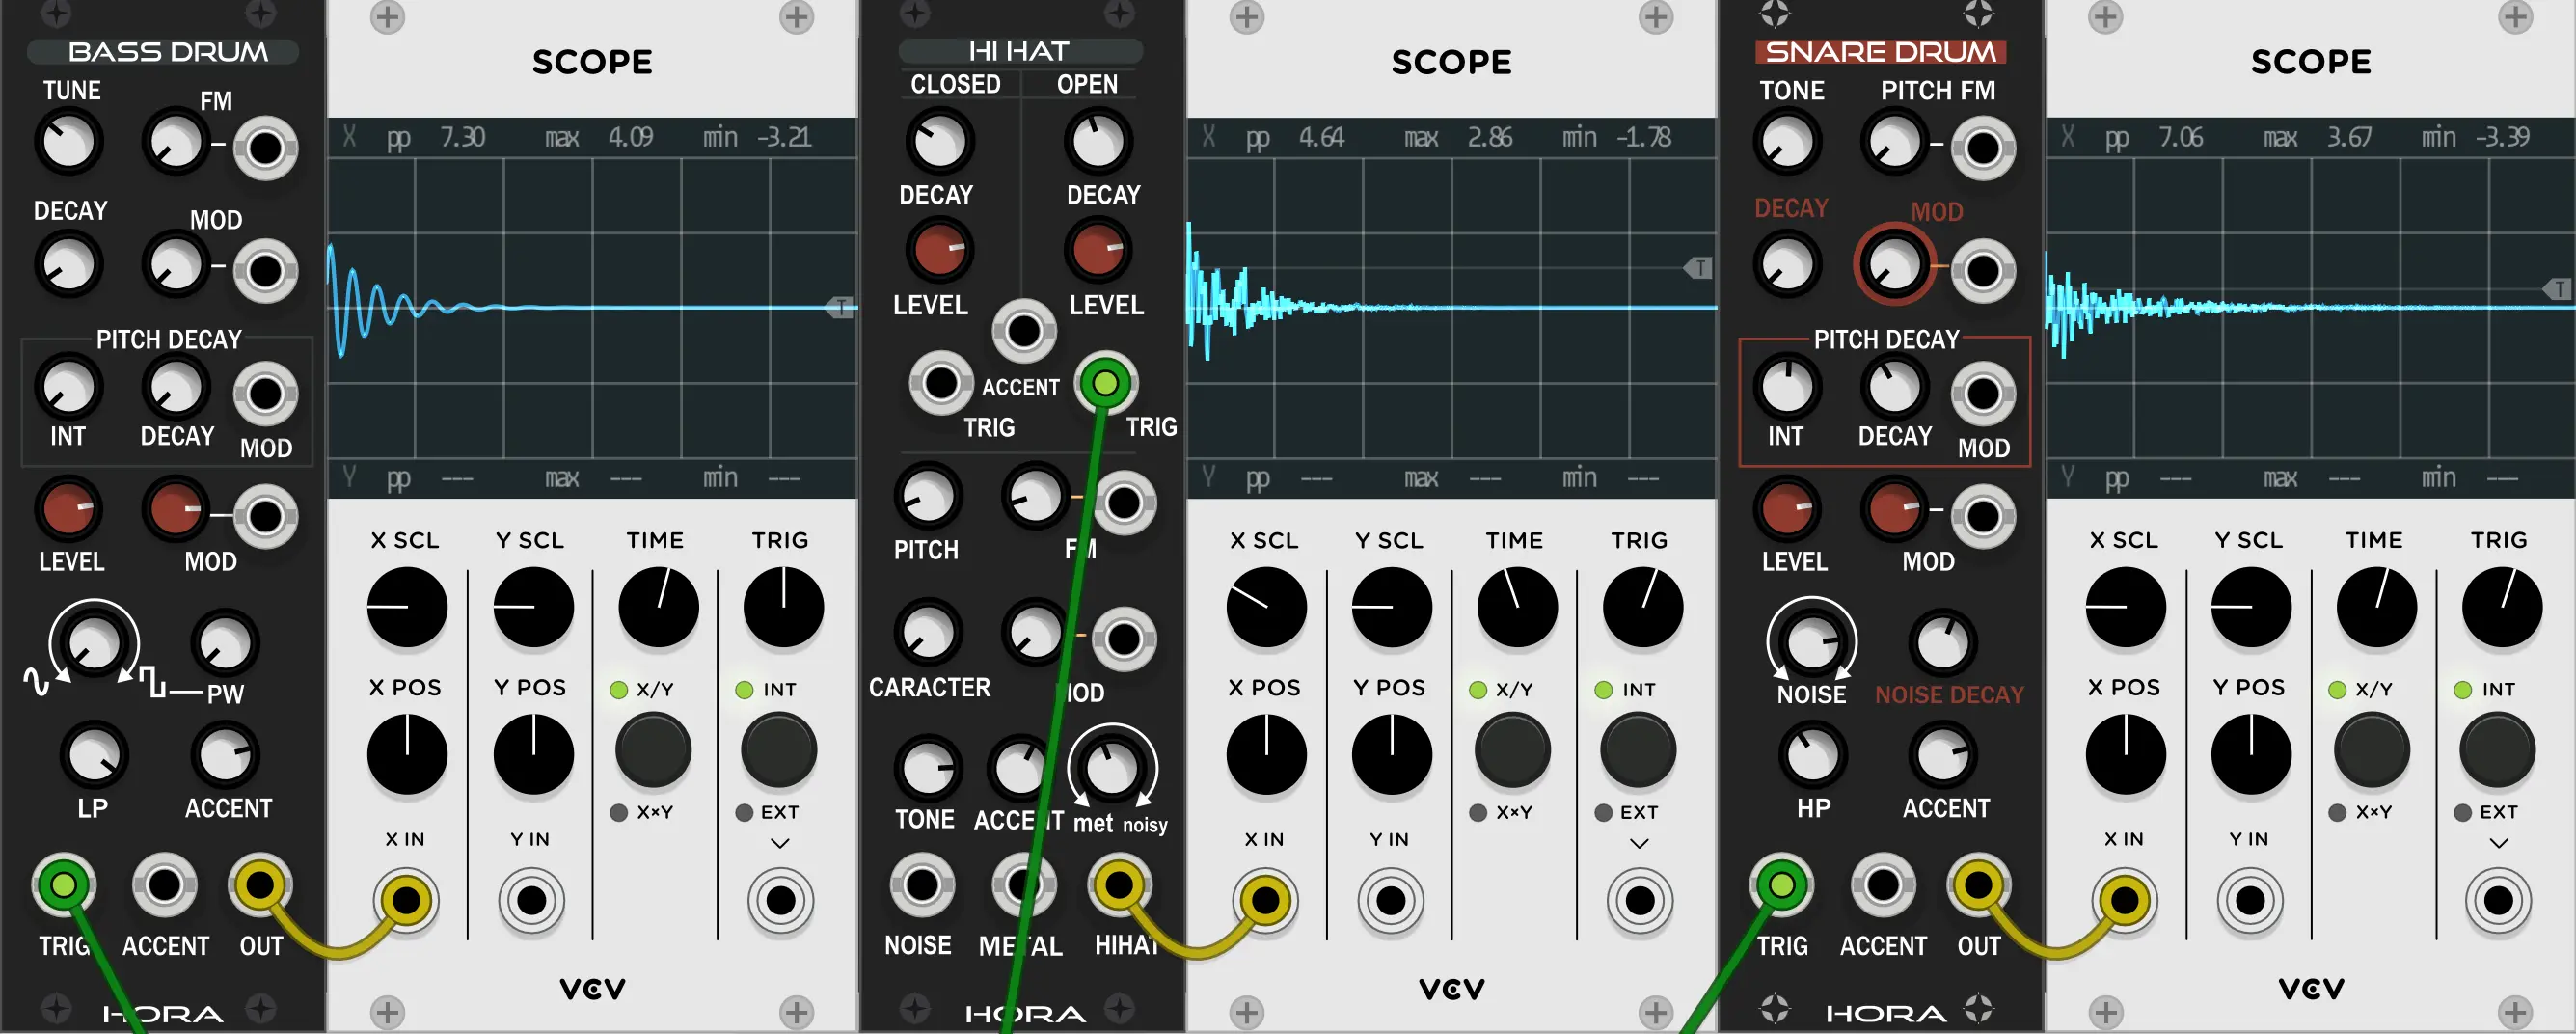 BASS DRUM
TUNE
FM
DECAY
MOD
PITCH DECAY
INT
DECAY
MOD
LEVEL
MOD
PW
LP
ACCENT
TRIG
ACCENT
OUT
HORA
SCOPE
X pp 7.30 max 4.09 min -3.21
T
Y pp --- max --- min ---
X SCL Y SCL TIME TRIG
X POS Y POS X/Y INT
X×Y EXT
X IN Y IN
VCV
HI HAT
CLOSED OPEN
DECAY DECAY
LEVEL LEVEL
ACCENT
TRIG TRIG
PITCH FM
CARACTER MOD
TONE ACCENT met noisy
NOISE METAL HIHAT
HORA
SCOPE
X pp 4.64 max 2.86 min -1.78
T
Y pp --- max --- min ---
X SCL Y SCL TIME TRIG
X POS Y POS X/Y INT
X×Y EXT
X IN Y IN
VCV
SNARE DRUM
TONE PITCH FM
DECAY MOD
PITCH DECAY
INT DECAY MOD
LEVEL MOD
NOISE NOISE DECAY
HP ACCENT
TRIG ACCENT OUT
HORA
SCOPE
X pp 7.06 max 3.67 min -3.39
T
Y pp --- max --- min ---
X SCL Y SCL TIME TRIG
X POS Y POS X/Y INT
X×Y EXT
X IN Y IN
VCV